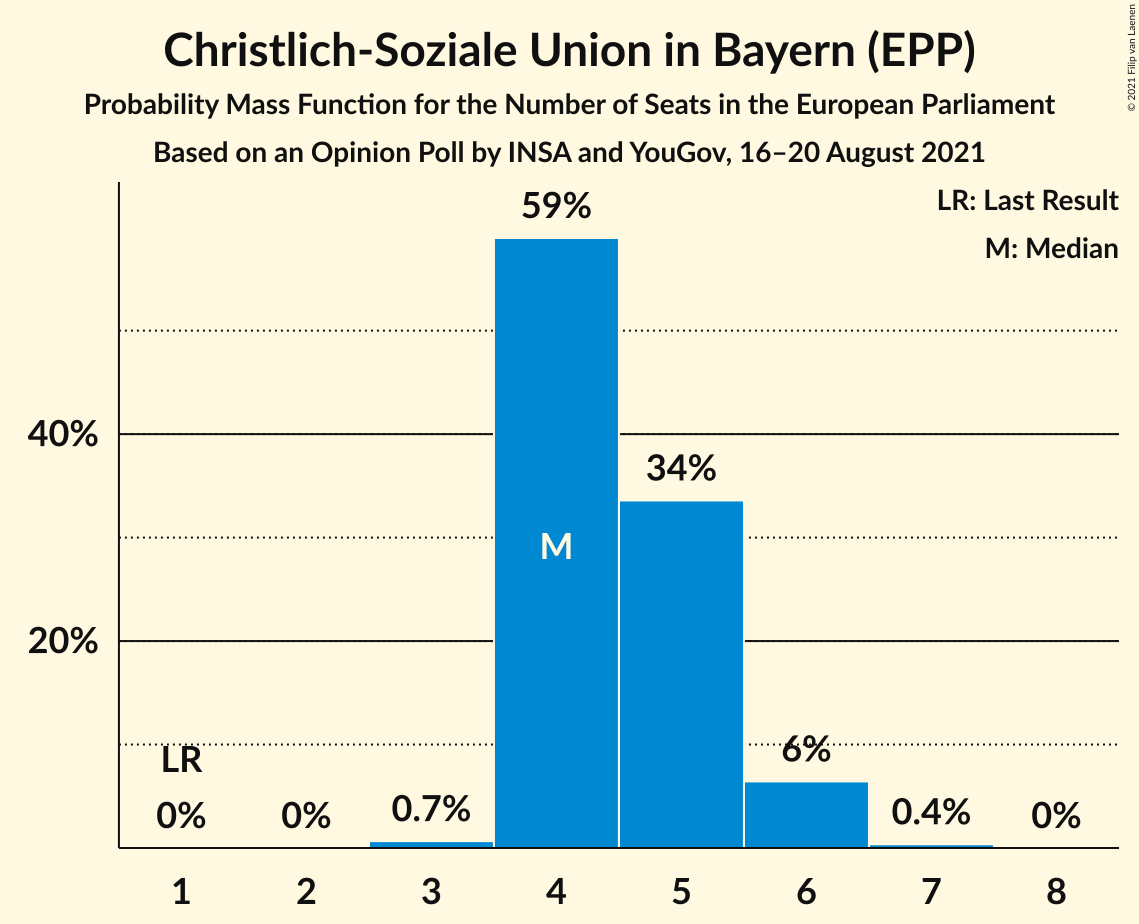 Christlich-Soziale Union in Bayern (EPP)
Probability Mass Function for the Number of Seats in the European Parliament
Based on an Opinion Poll by INSA and YouGov, 16–20 August 2021
© 2021 Filip van Laenen
LR: Last Result
M: Median
59%
40%
34%
M
20%
LR
6%
0%
0%
0.7%
0.4%
0%
1
2
3
4
5
6
7
8